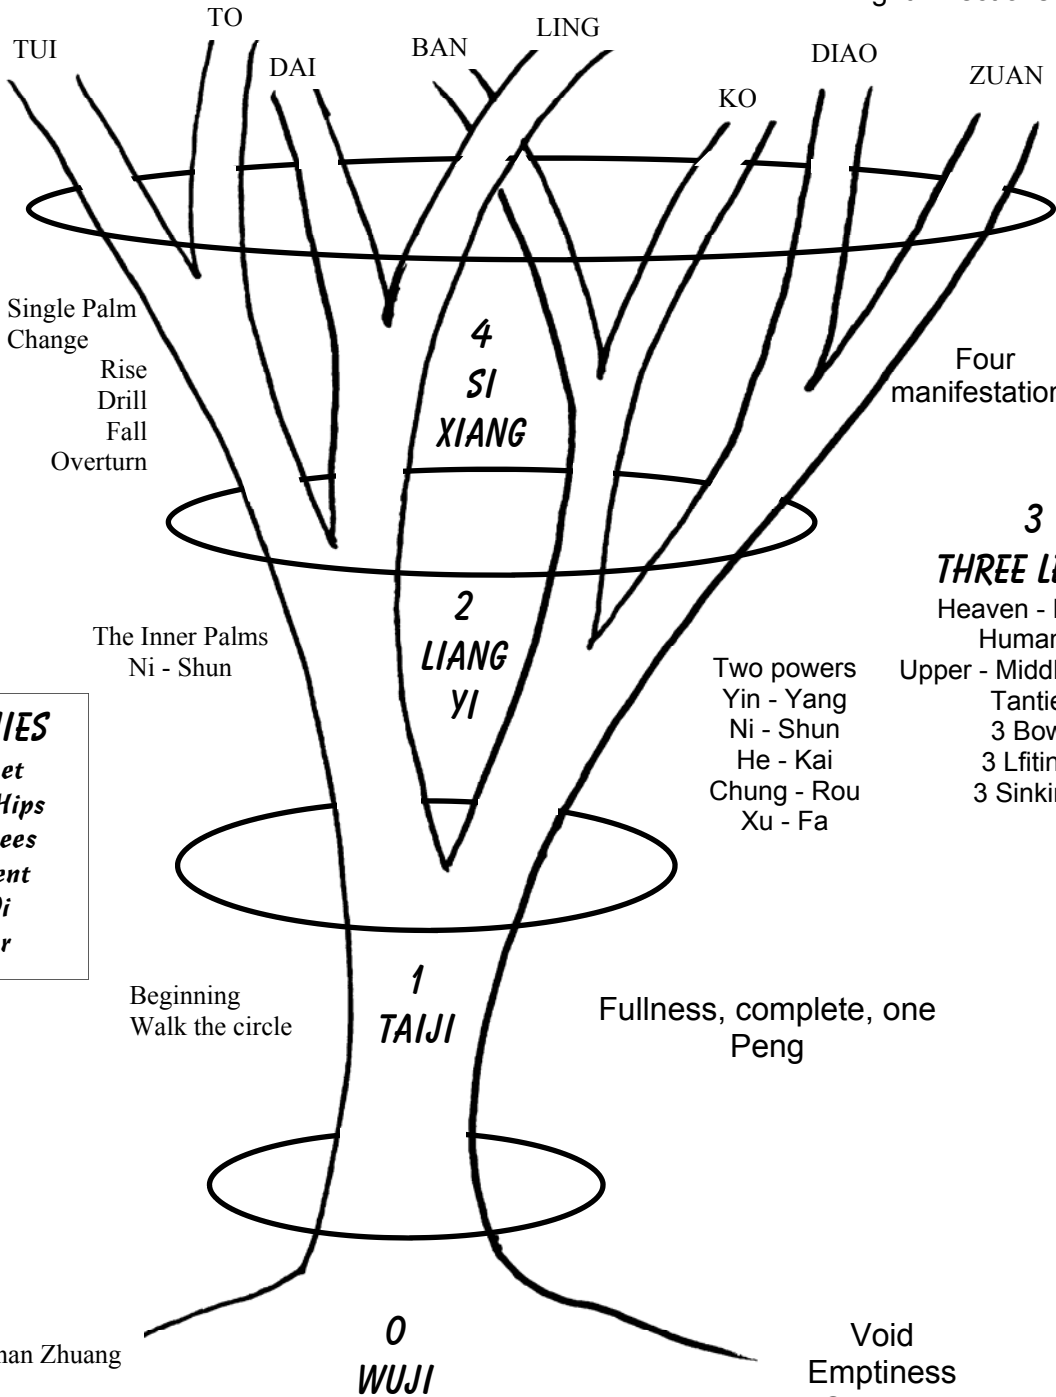 TO
LING
TUI
BAN
DAI
DIAO
ZUAN
KO
Single Palm
Change
Rise
Drill
Fall
Overturn
4
SI
XIANG
Four
manifestation
3
THREE LE
Heaven -
Human
Upper - Middl
Tantie
3 Bow
3 Lfitin
3 Sinkin
The Inner Palms
Ni - Shun
2
LIANG
YI
Two powers
Yin - Yang
Ni - Shun
He - Kai
Chung - Rou
Xu - Fa
IES
et
Hips
ees
ent
i
r
Beginning
Walk the circle
1
TAIJI
Fullness, complete, one
Peng
han Zhuang
0
WUJI
Void
Emptiness